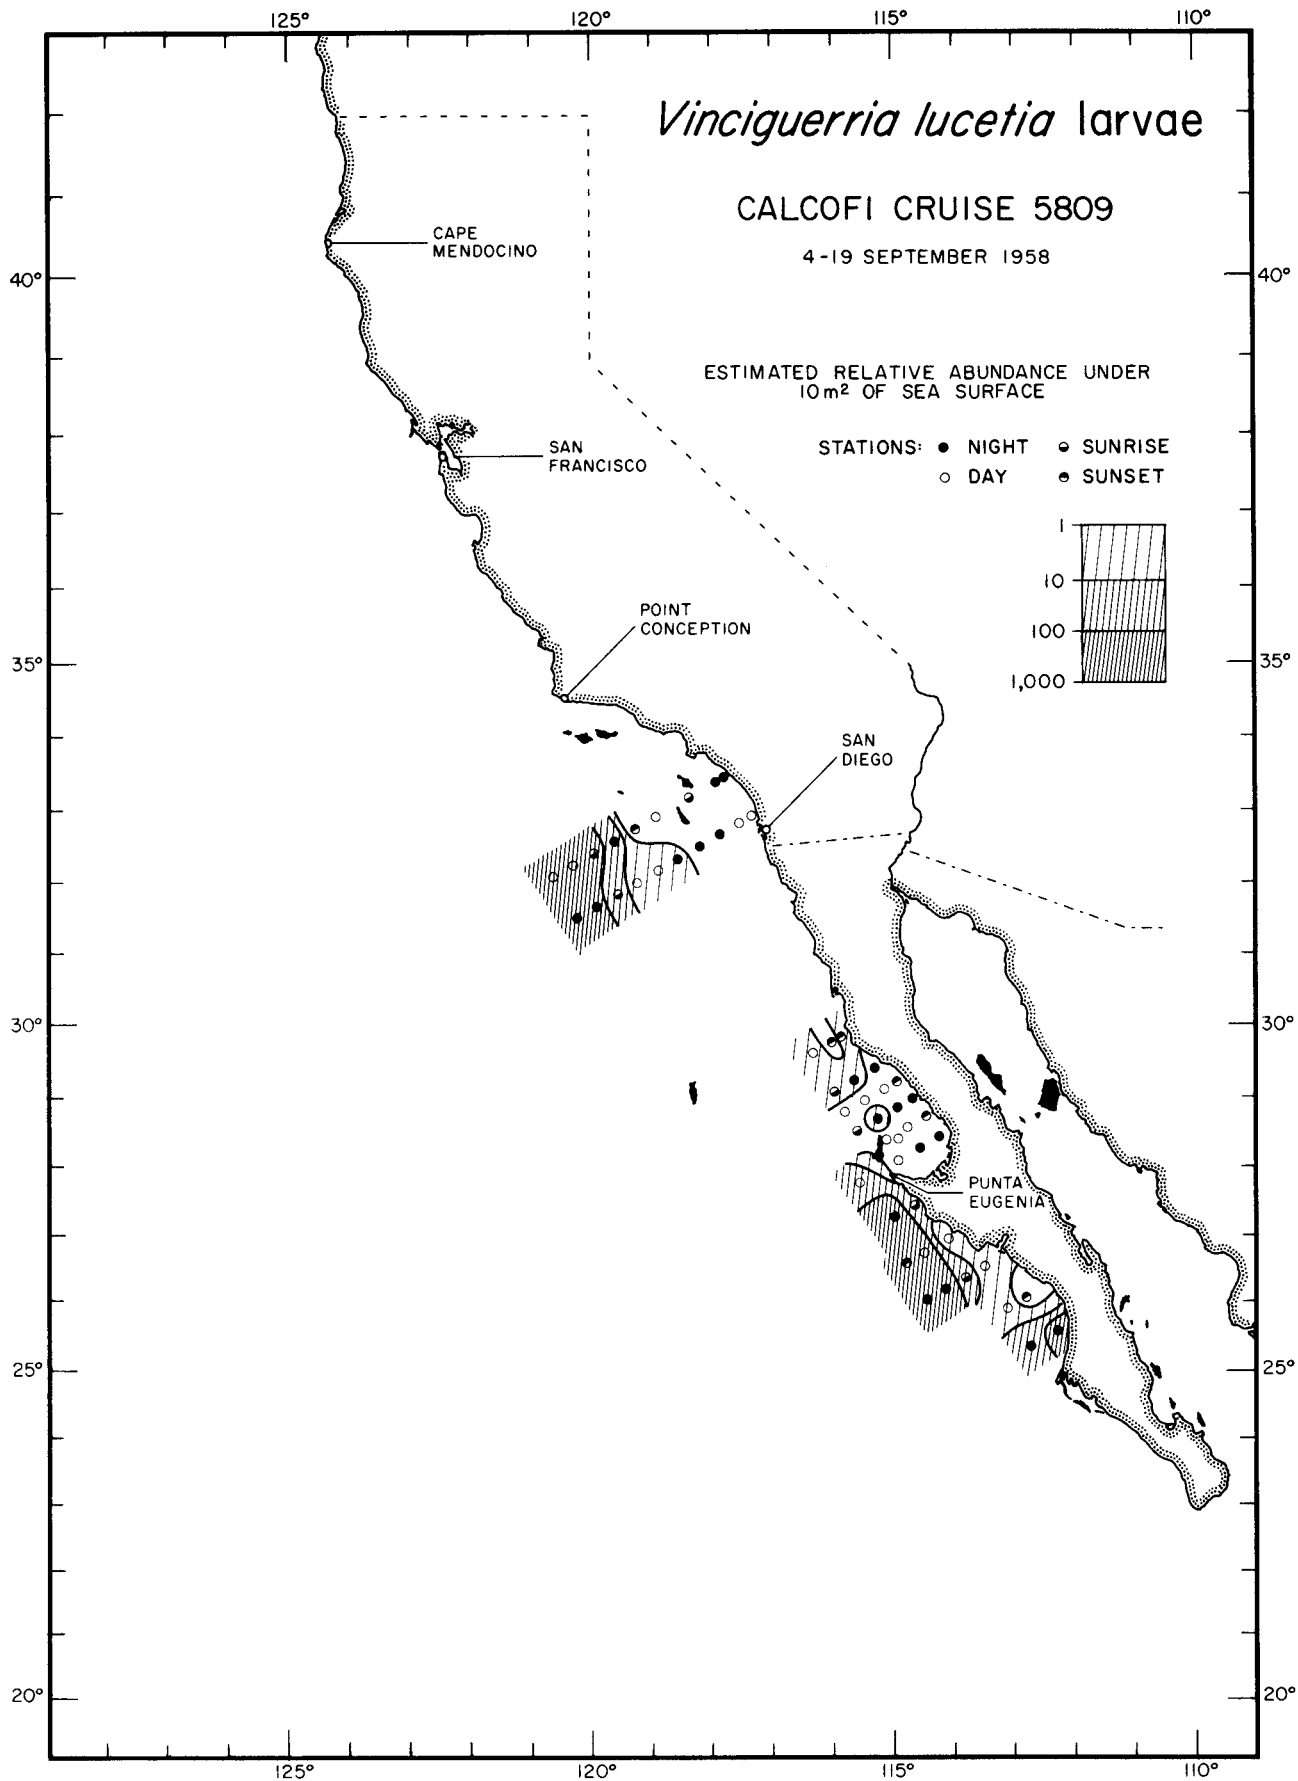 125° 120° 115° 110°
Vinciguerria lucetia larvae
CALCOFI CRUISE 5809
4-19 SEPTEMBER 1958
CAPE
MENDOCINO
40° 40°
ESTIMATED RELATIVE ABUNDANCE UNDER
10m² OF SEA SURFACE
STATIONS: NIGHT SUNRISE
DAY SUNSET
SAN
FRANCISCO
1
10
100
1,000
POINT
CONCEPTION
35° 35°
SAN
DIEGO
30° 30°
PUNTA
EUGENIA
25° 25°
20° 20°
125° 120° 115° 110°